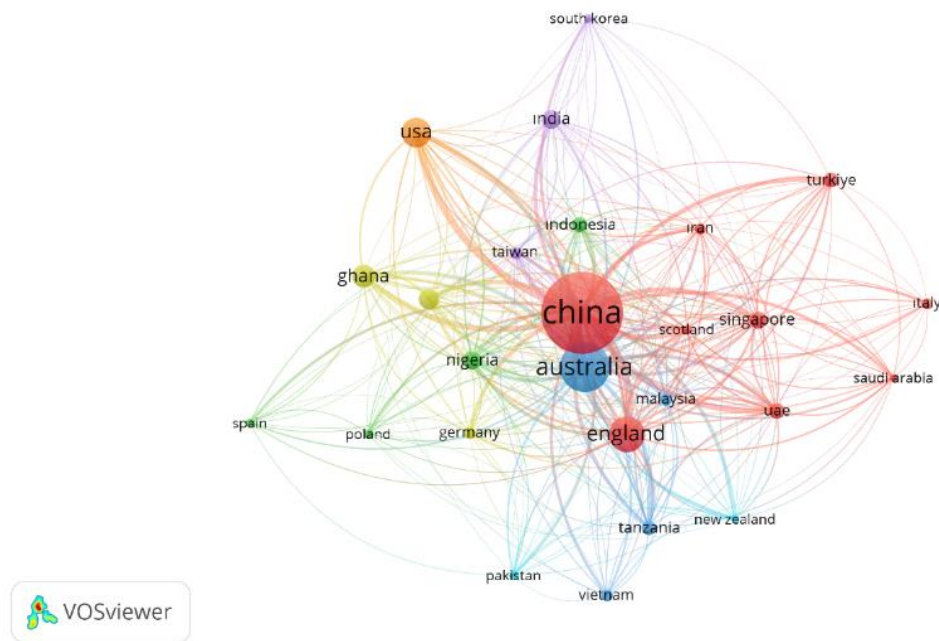 south korea
india
usa
turkiye
indonesia
iran
taiwan
ghana
italy
china
singapore
scotland
nigeria
australia
saudi arabia
malaysia
uae
spain
poland
germany
england
tanzania
new zealand
pakistan
vietnam
VOSviewer